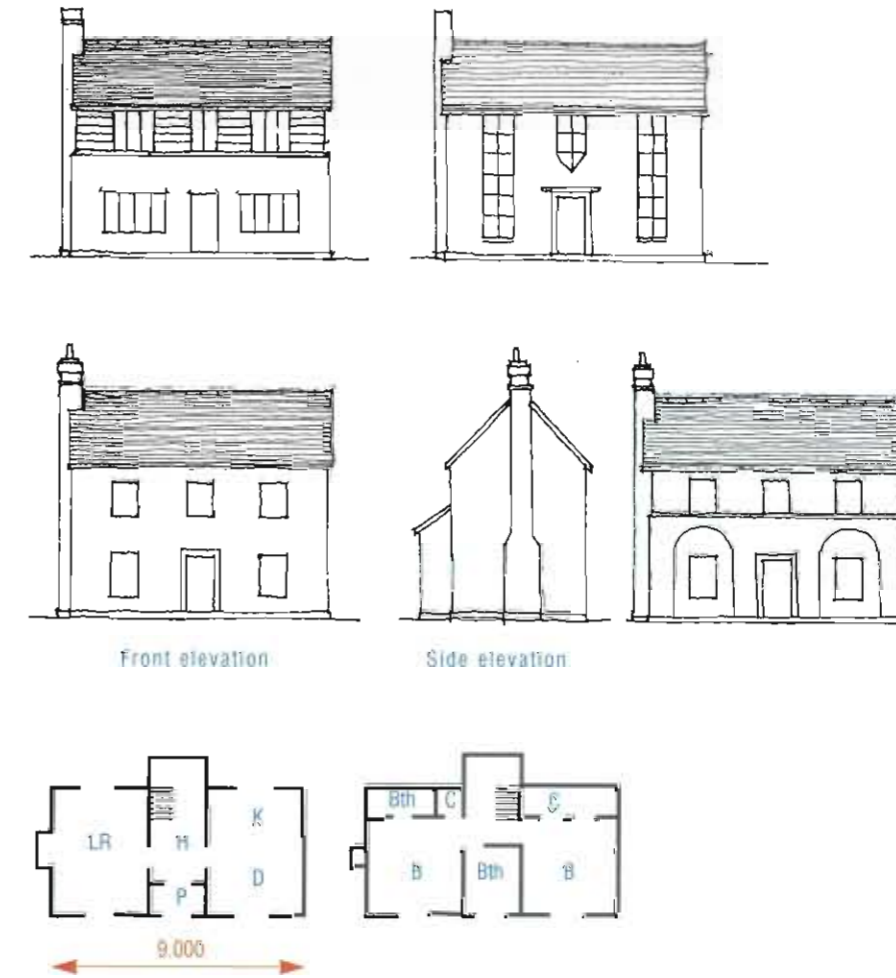 Front elevation
Side elevation
LR
H
K
P
D
Bth
C
C
B
Bth
B
9.000